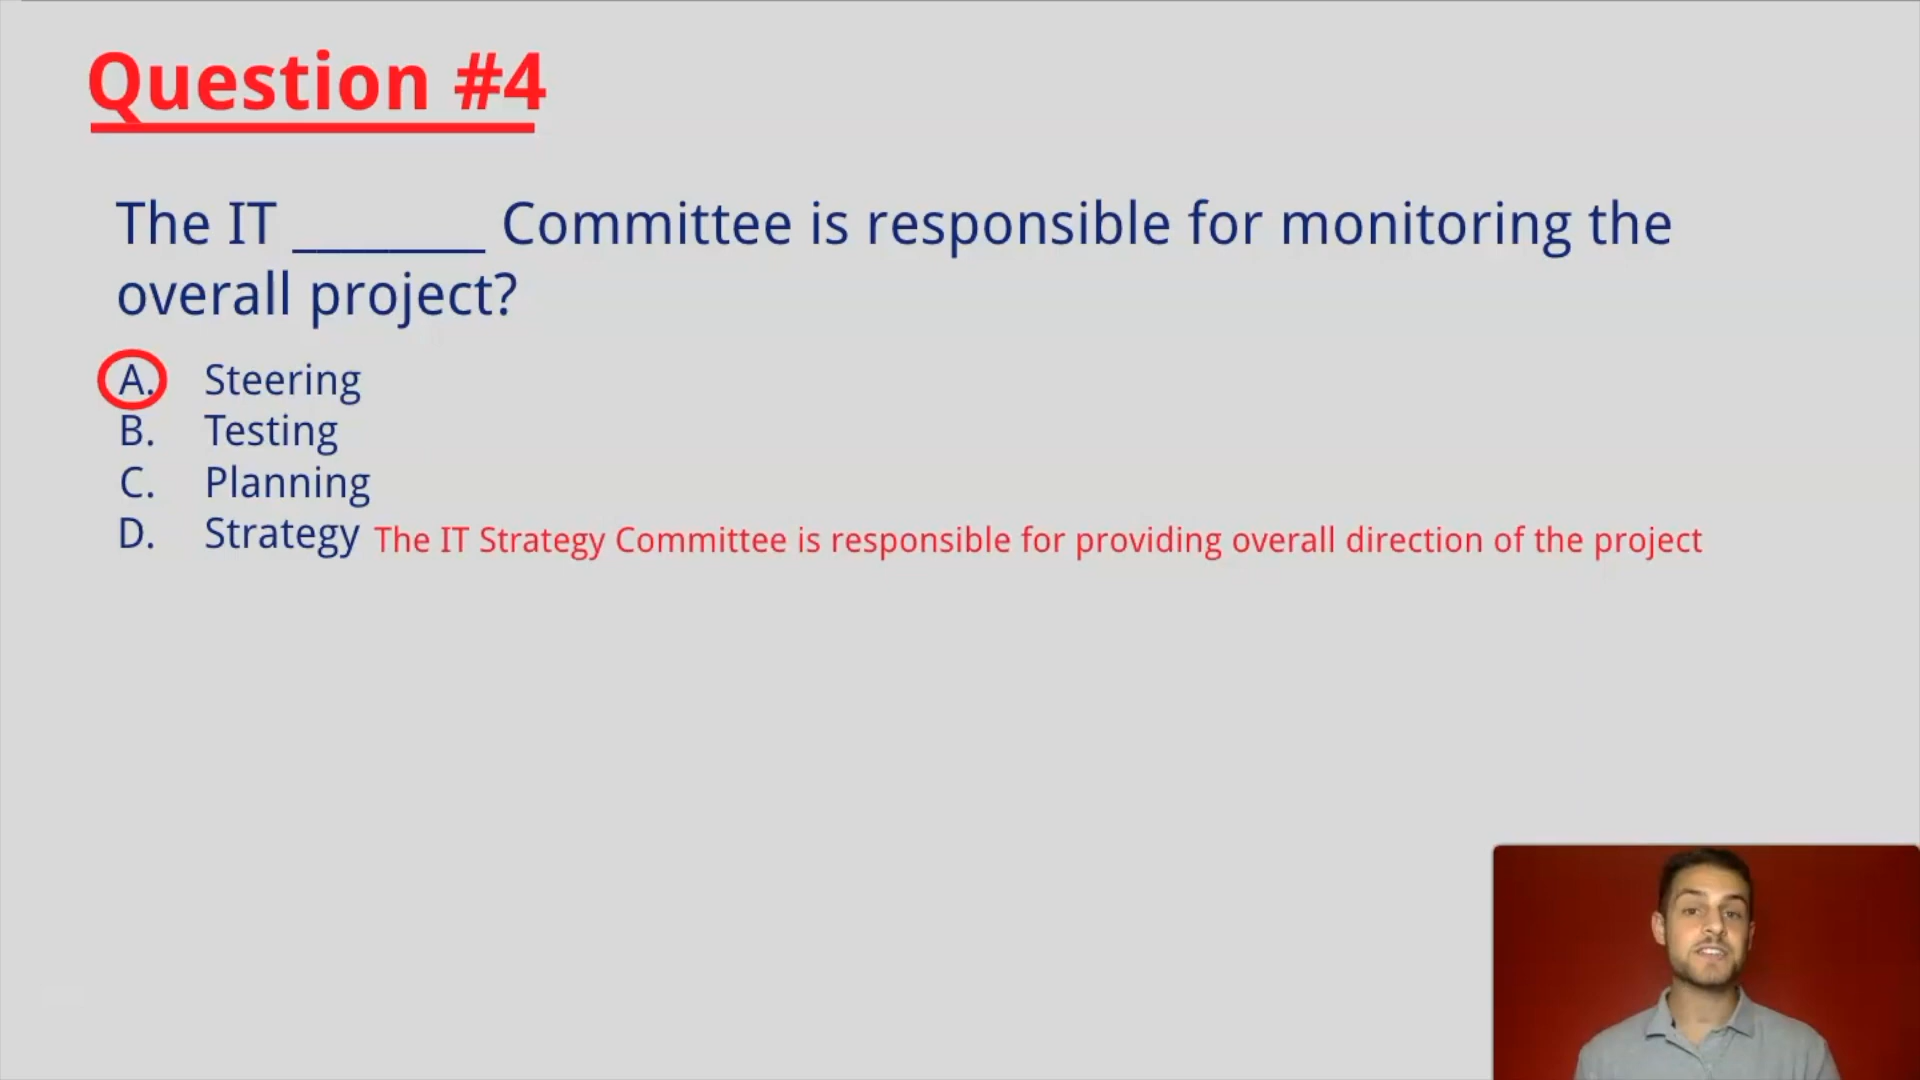 Question #4
The IT ________ Committee is responsible for monitoring the
overall project?
A. Steering
B. Testing
C. Planning
D. Strategy The IT Strategy Committee is responsible for providing overall direction of the project